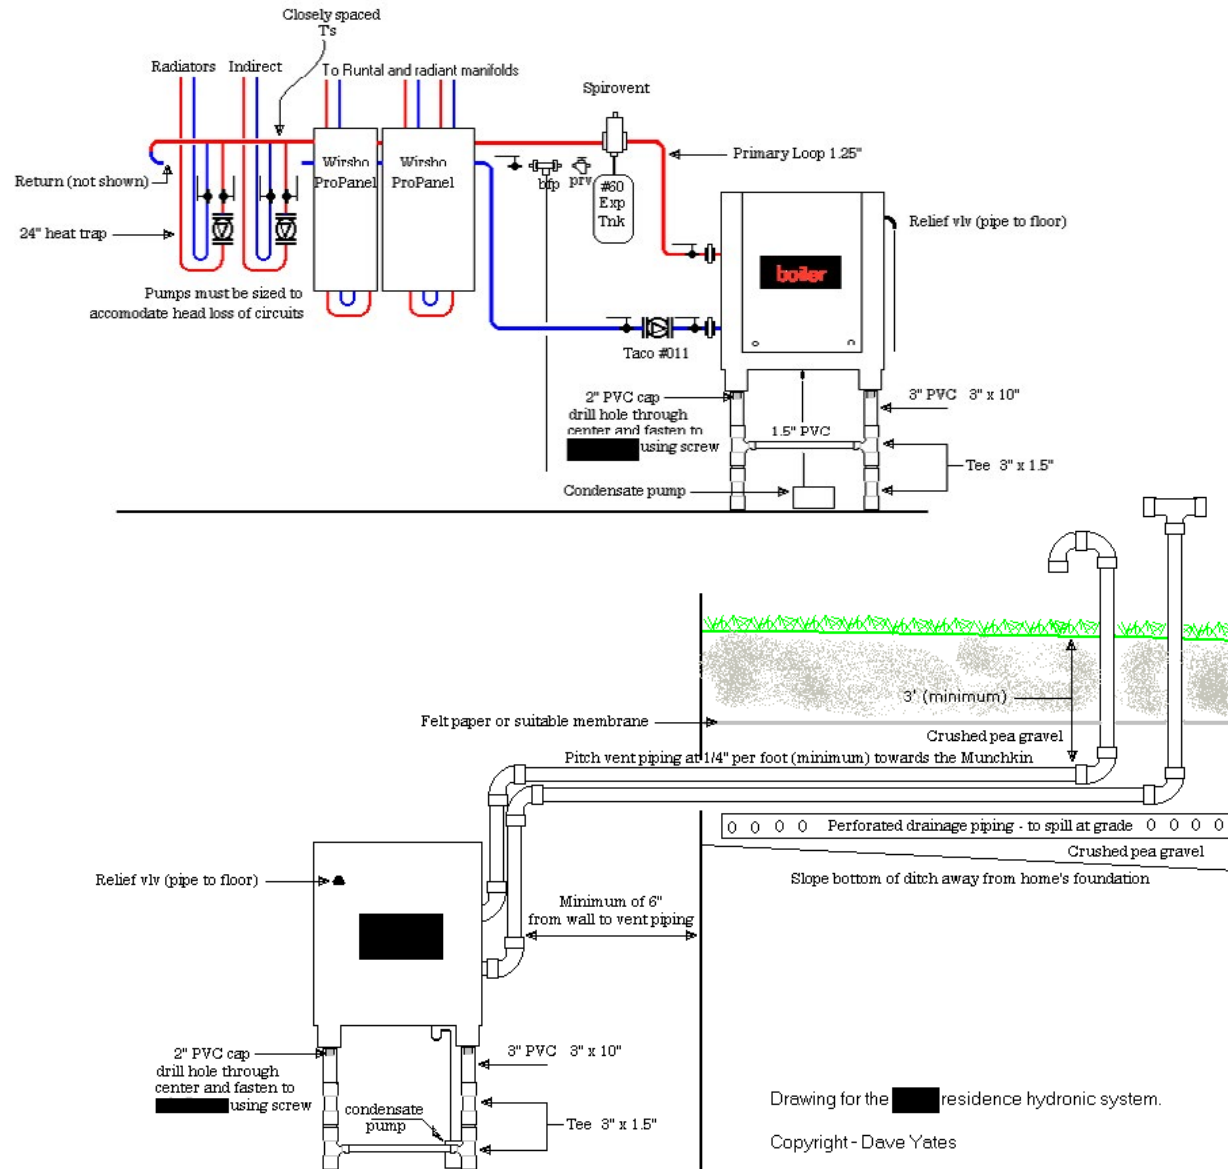 Closely spaced
T's
Radiators
Indirect
To Runtal and radiant manifolds
Spirovent
Wirsbo
ProPanel
Wirsbo
ProPanel
bfp
prv
#60
Exp
Tnk
Primary Loop 1.25"
Return (not shown)
24" heat trap
Relief vlv (pipe to floor)
boiler
Pumps must be sized to
accomodate head loss of circuits
Taco #011
2" PVC cap
drill hole through
center and fasten to
using screw
3" PVC 3" x 10"
1.5" PVC
Tee 3" x 1.5"
Condensate pump
3' (minimum)
Felt paper or suitable membrane
Crushed pea gravel
Pitch vent piping at 1/4" per foot (minimum) towards the Munchkin
Perforated drainage piping - to spill at grade
Crushed pea gravel
Slope bottom of ditch away from home's foundation
Relief vlv (pipe to floor)
Minimum of 6"
from wall to vent piping
2" PVC cap
drill hole through
center and fasten to
using screw
3" PVC 3" x 10"
condensate
pump
Tee 3" x 1.5"
Drawing for the residence hydronic system.
Copyright - Dave Yates